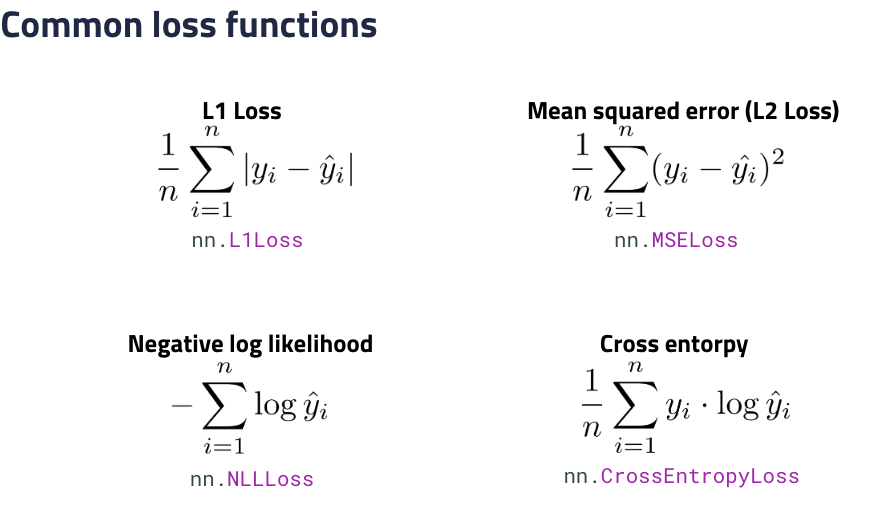 Common loss functions
L1 Loss
$\frac{1}{n} \sum_{i=1}^{n} |y_i - \hat{y}_i|$
nn.L1Loss
Mean squared error (L2 Loss)
$\frac{1}{n} \sum_{i=1}^{n} (y_i - \hat{y}_i)^2$
nn.MSELoss
Negative log likelihood
$-\sum_{i=1}^{n} \log \hat{y}_i$
nn.NLLLoss
Cross entorpy
$\frac{1}{n} \sum_{i=1}^{n} y_i \cdot \log \hat{y}_i$
nn.CrossEntropyLoss